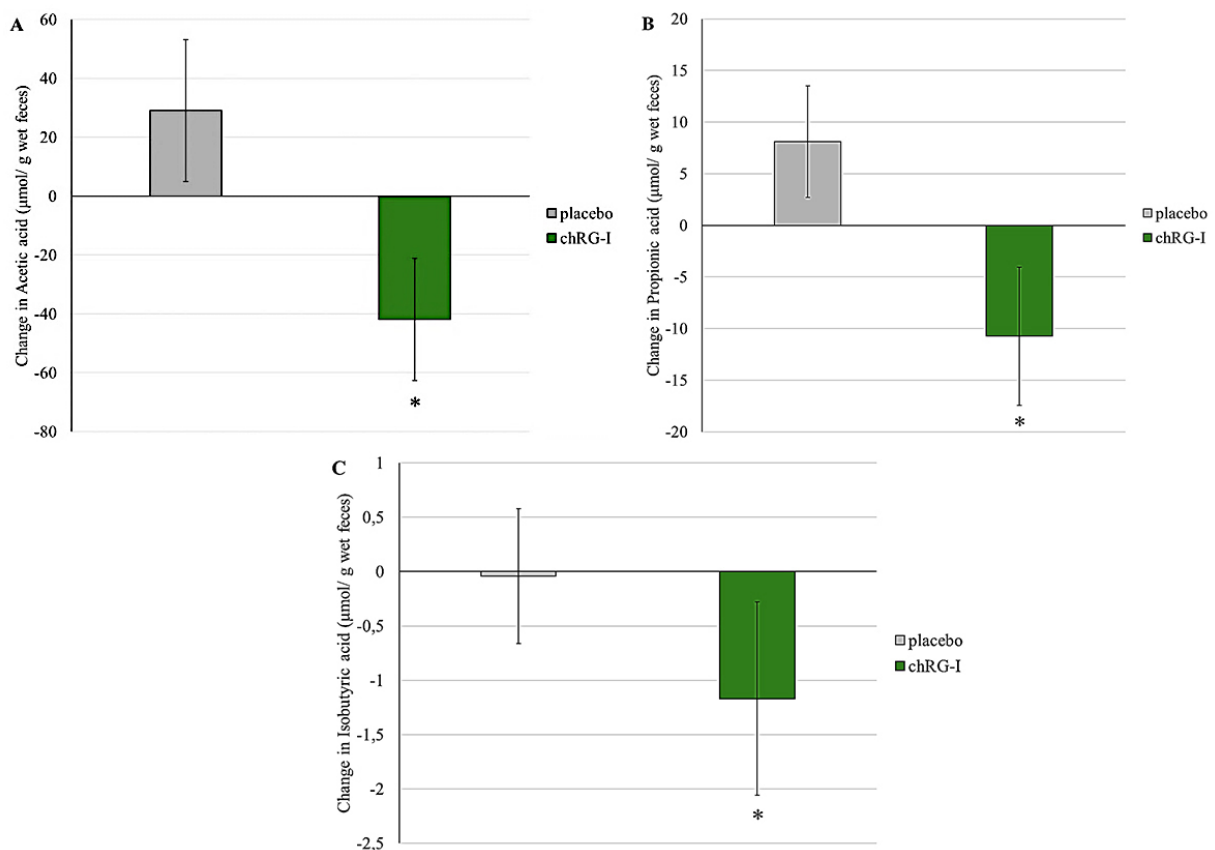 A
Change in Acetic acid (µmol/ g wet feces)
60
40
20
0
-20
-40
-60
-80
*
placebo
chRG-I
B
Change in Propionic acid (µmol/ g wet feces)
20
15
10
5
0
-5
-10
-15
-20
*
placebo
chRG-I
C
Change in Isobutyric acid (µmol/ g wet feces)
1
0,5
0
-0,5
-1
-1,5
-2
-2,5
*
placebo
chRG-I